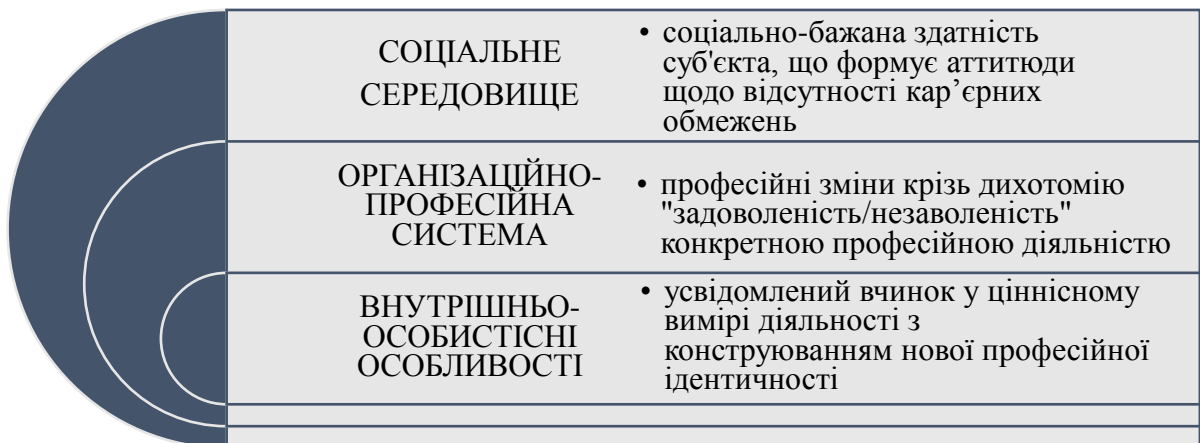 СОЦІАЛЬНЕ
СЕРЕДОВИЩЕ
• соціально-бажана здатність
суб'єкта, що формує аттитюди
щодо відсутності кар’єрних
обмежень
ОРГАНІЗАЦІЙНО-
ПРОФЕСІЙНА
СИСТЕМА
• професійні зміни крізь дихотомію
"задоволеність/незаволеність"
конкретною професійною діяльністю
ВНУТРІШНЬО-
ОСОБИСТІСНІ
ОСОБЛИВОСТІ
• усвідомлений вчинок у ціннісному
вимірі діяльності з
конструюванням нової професійної
ідентичності